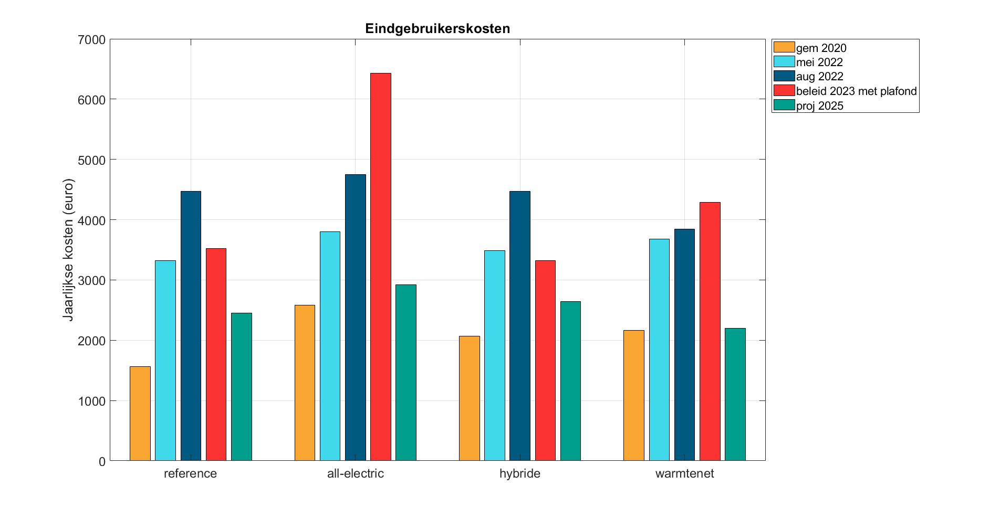 Eindgebruikerskosten
7000
6000
5000
4000
3000
2000
1000
0
Jaarlijkse kosten (euro)
reference
all-electric
hybride
warmtenet
gem 2020
mei 2022
aug 2022
beleid 2023 met plafond
proj 2025